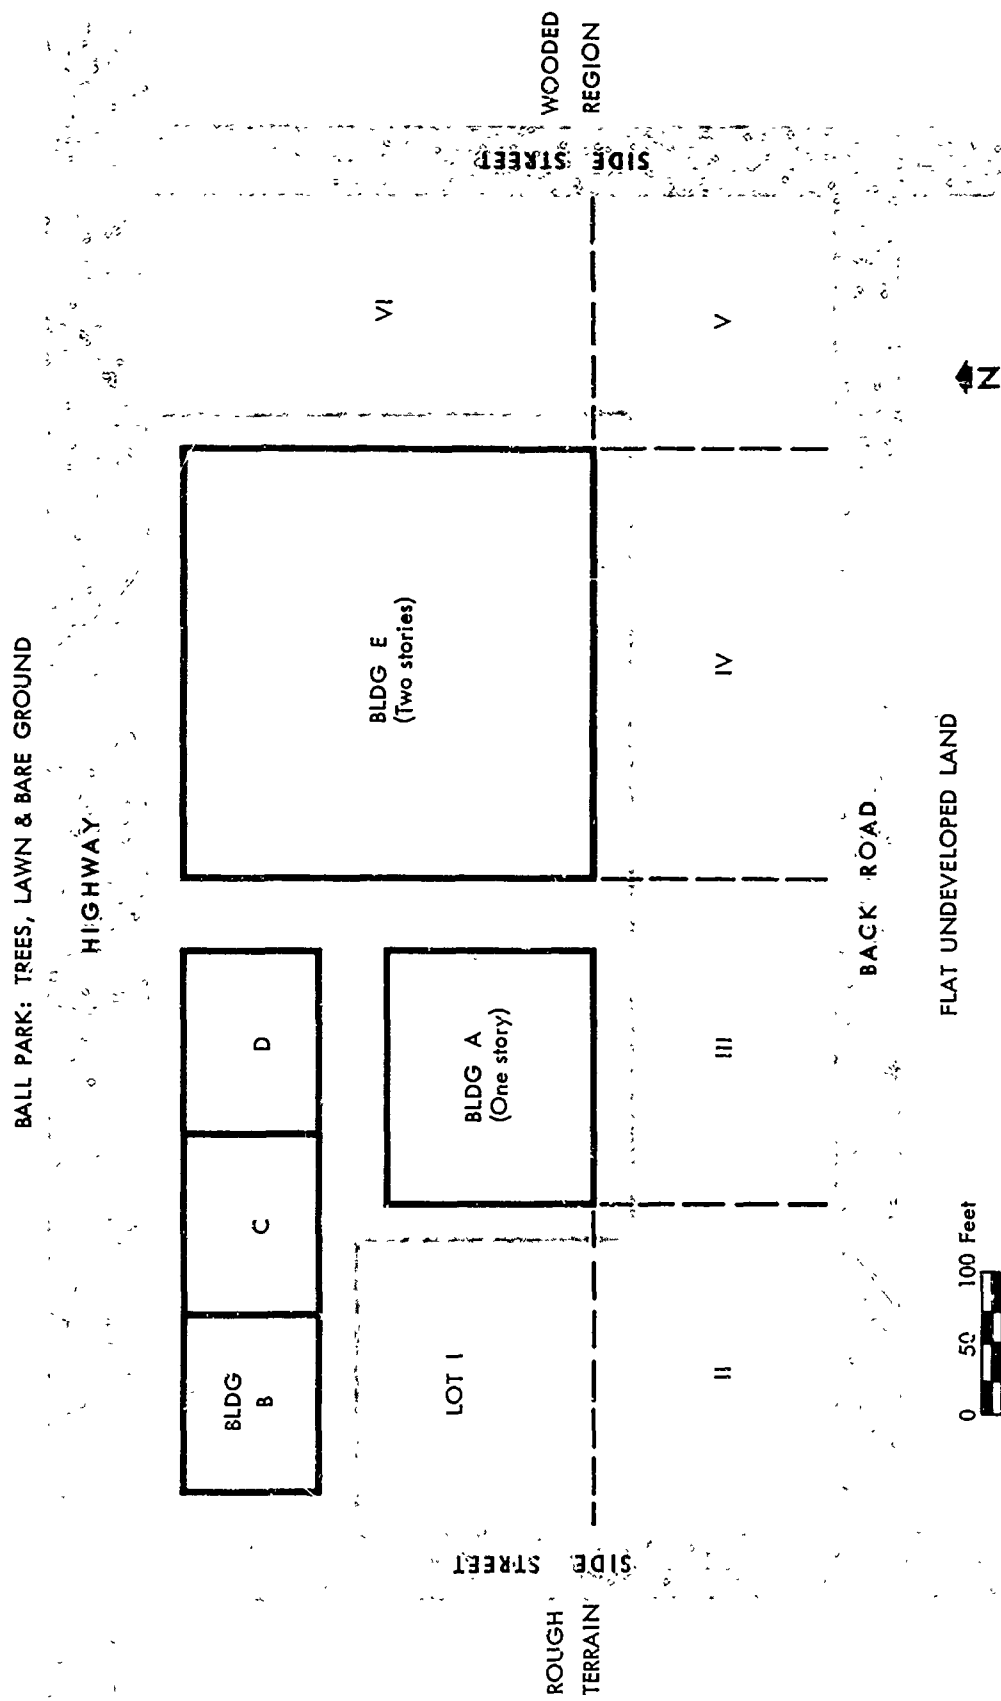 BALL PARK: TREES, LAWN & BARE GROUND
HIGHWAY
BLDG
B
C
D
BLDG E
(Two stories)
VI
LOT I
BLDG A
(One story)
ROUGH
TERRAIN
SIDE STREET
SIDE STREET
WOODED
REGION
II
III
IV
V
BACK ROAD
FLAT UNDEVELOPED LAND
0 50 100 Feet
N